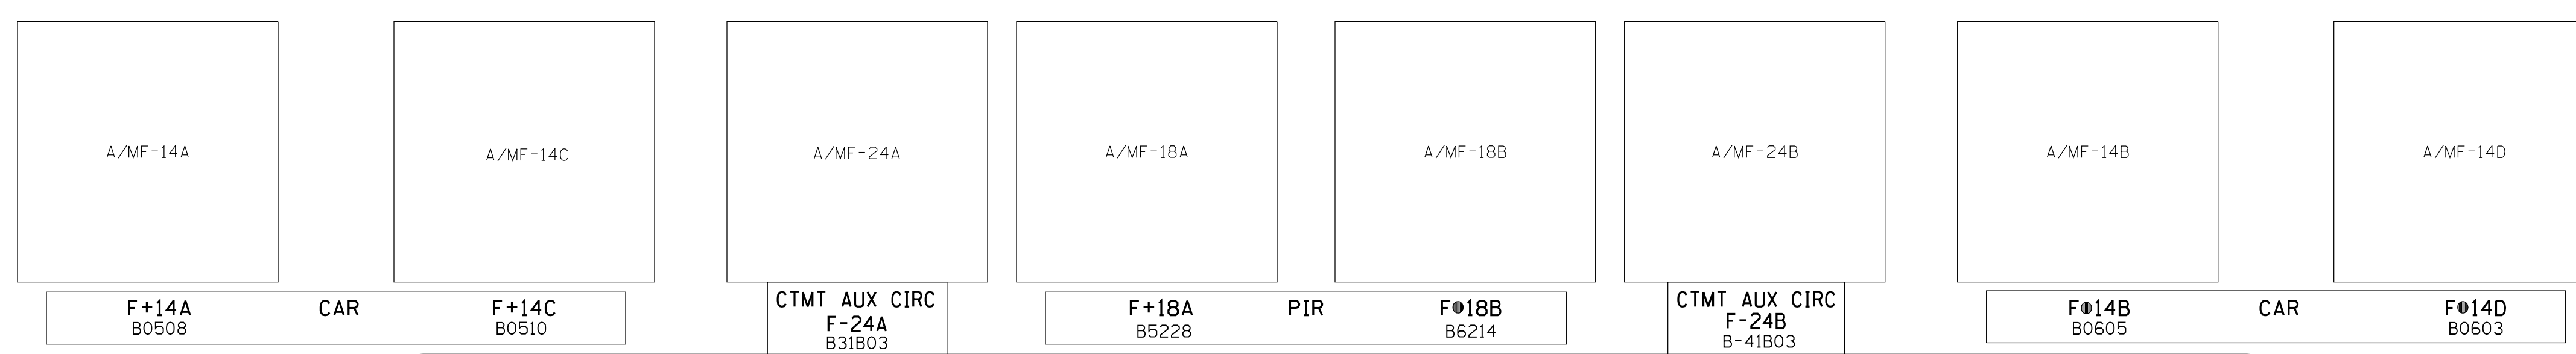 A/MF-14A
A/MF-14C
A/MF-24A
A/MF-18A
A/MF-18B
A/MF-24B
A/MF-14B
A/MF-14D
F+14A CAR F+14C
B0508 B0510
CTMT AUX CIRC
F-24A
B31B03
F+18A PIR F●18B
B5228 B6214
CTMT AUX CIRC
F-24B
B-41B03
F●14B CAR F●14D
B0605 B0603